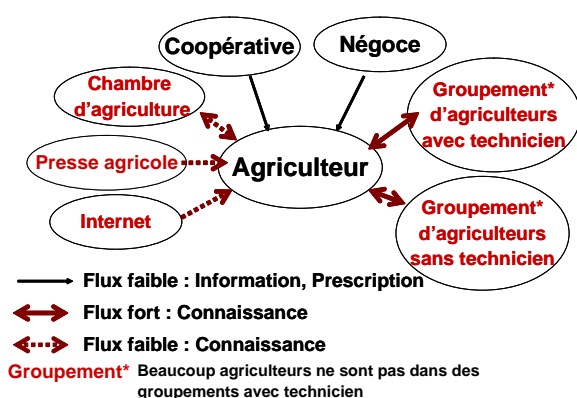 Coopérative
Négoce
Chambre
d'agriculture
Groupement*
d'agriculteurs
avec technicien
Presse agricole
Agriculteur
Internet
Groupement*
d'agriculteurs
sans technicien
Flux faible : Information, Prescription
Flux fort : Connaissance
Flux faible : Connaissance
Groupement* Beaucoup agriculteurs ne sont pas dans des
groupements avec technicien